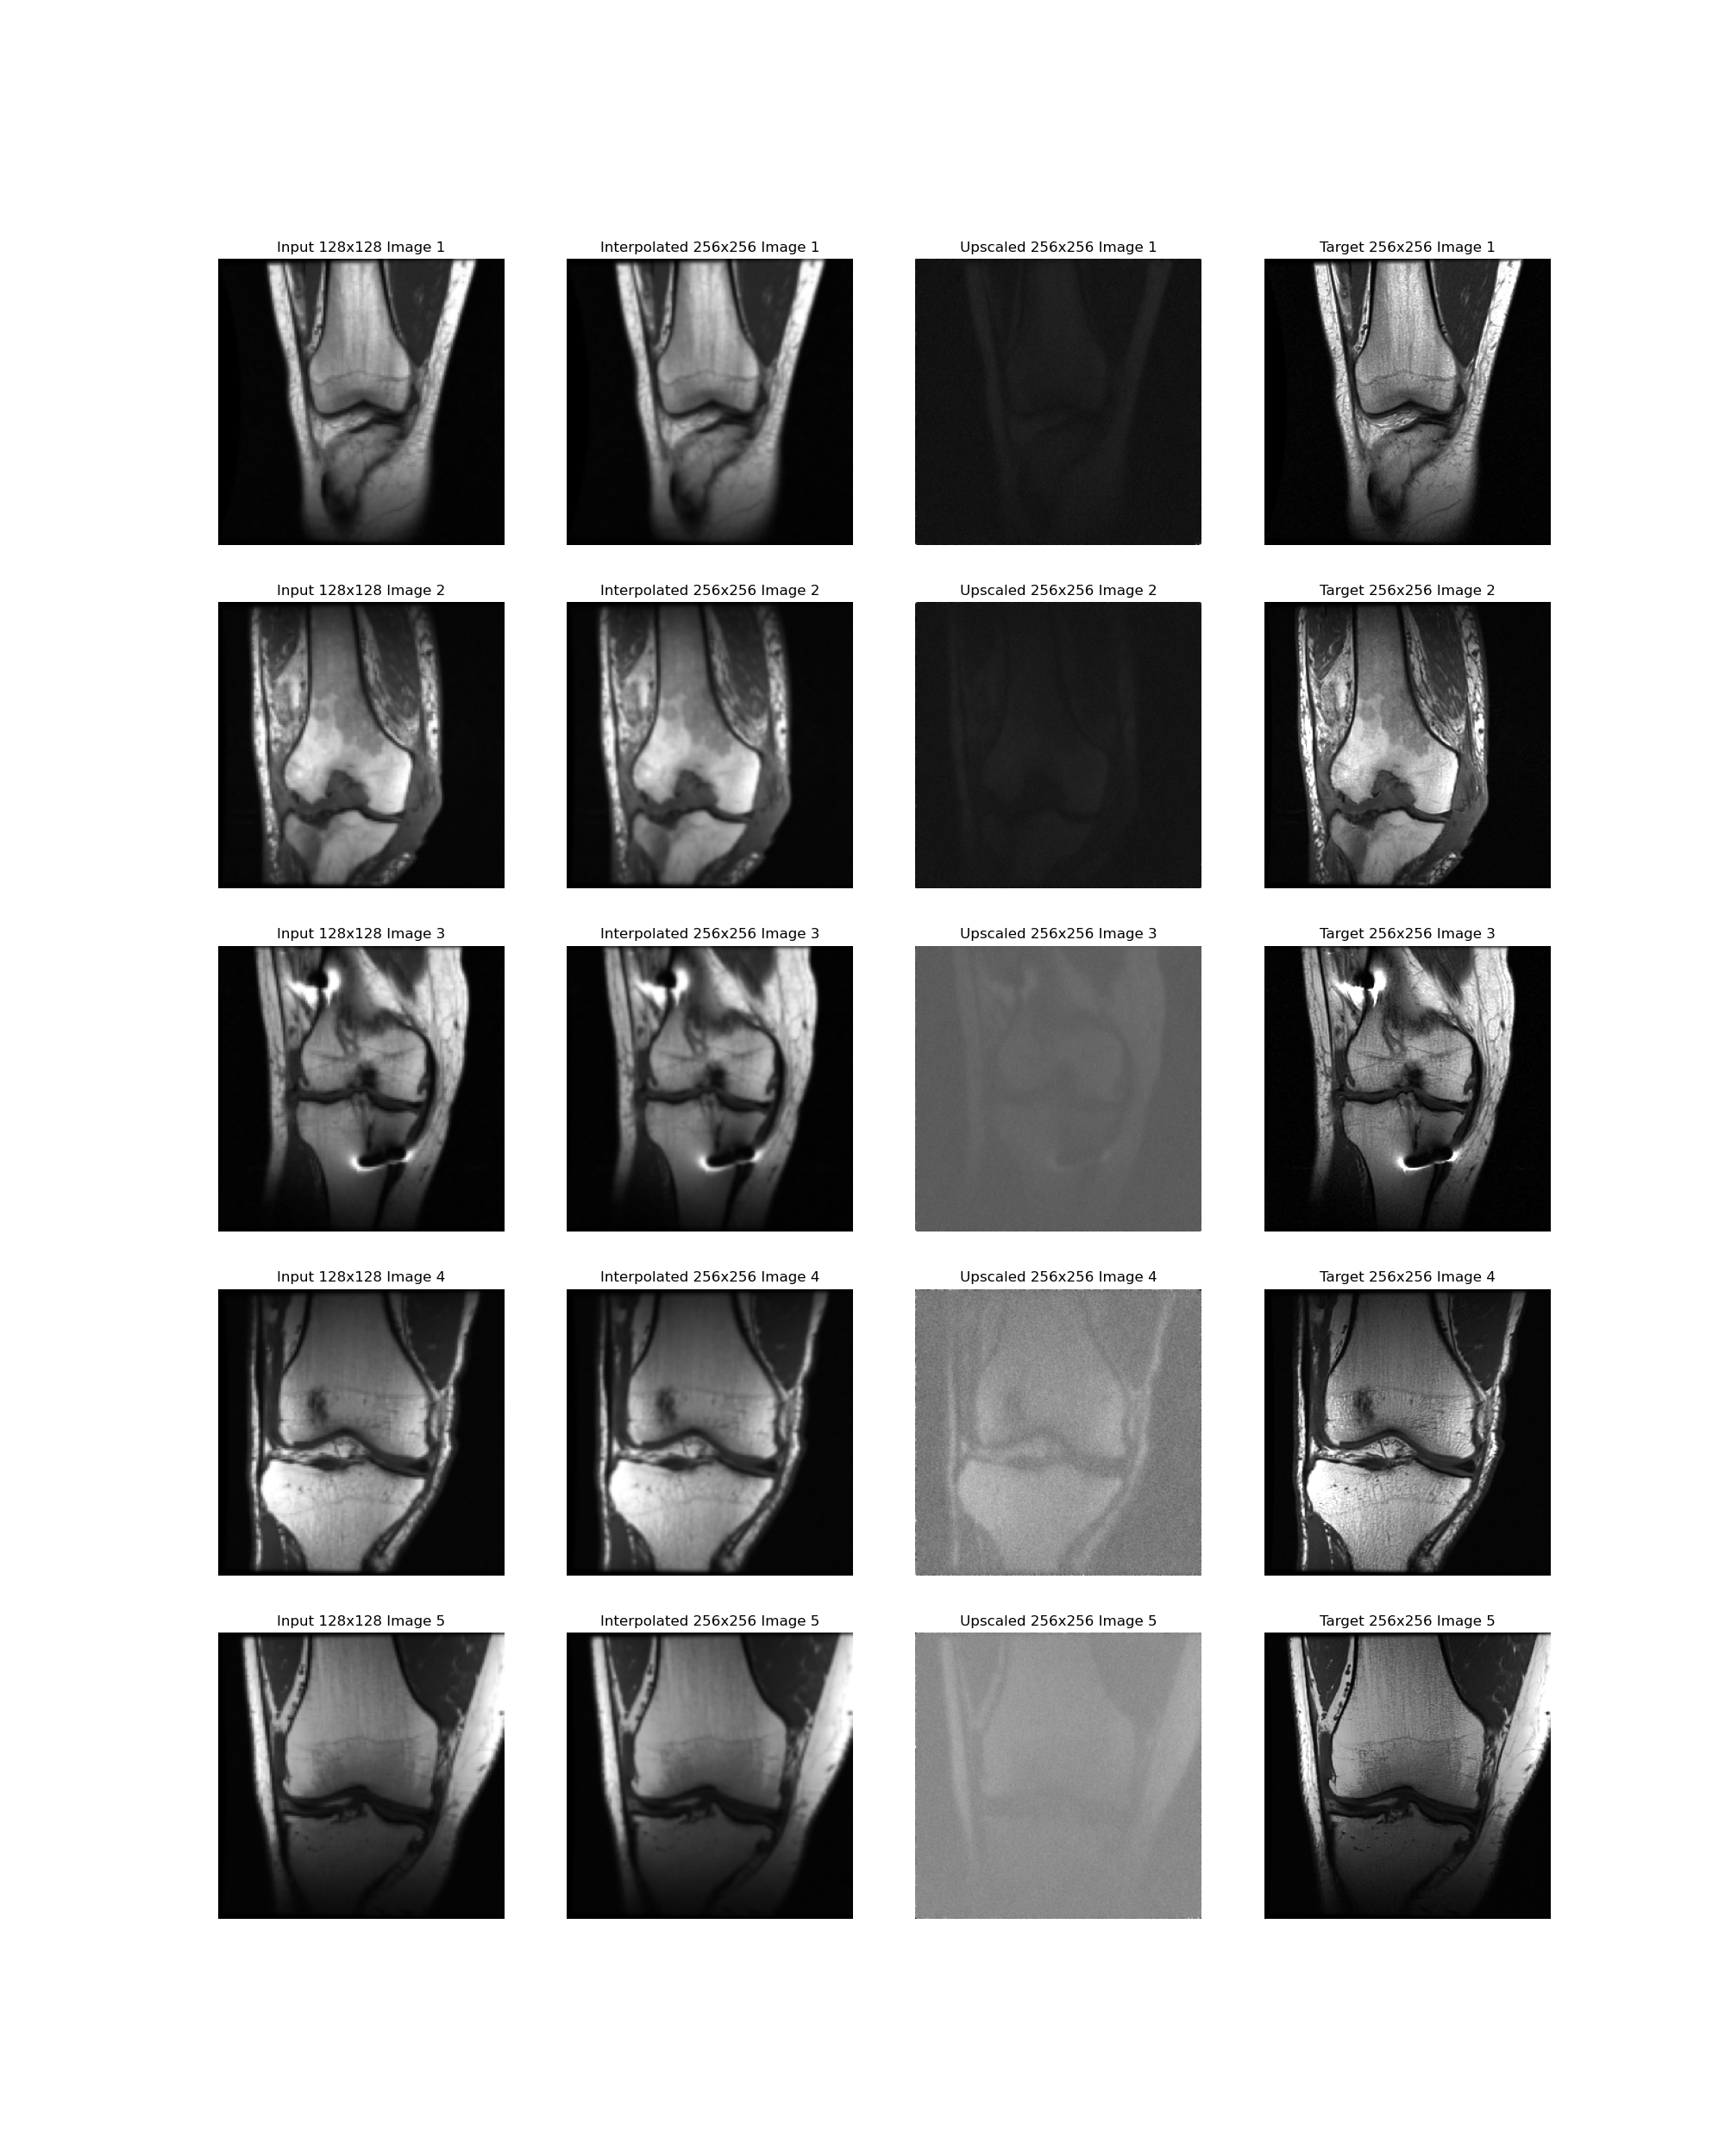 Input 128x128 Image 1
Interpolated 256x256 Image 1
Upscaled 256x256 Image 1
Target 256x256 Image 1
Input 128x128 Image 2
Interpolated 256x256 Image 2
Upscaled 256x256 Image 2
Target 256x256 Image 2
Input 128x128 Image 3
Interpolated 256x256 Image 3
Upscaled 256x256 Image 3
Target 256x256 Image 3
Input 128x128 Image 4
Interpolated 256x256 Image 4
Upscaled 256x256 Image 4
Target 256x256 Image 4
Input 128x128 Image 5
Interpolated 256x256 Image 5
Upscaled 256x256 Image 5
Target 256x256 Image 5